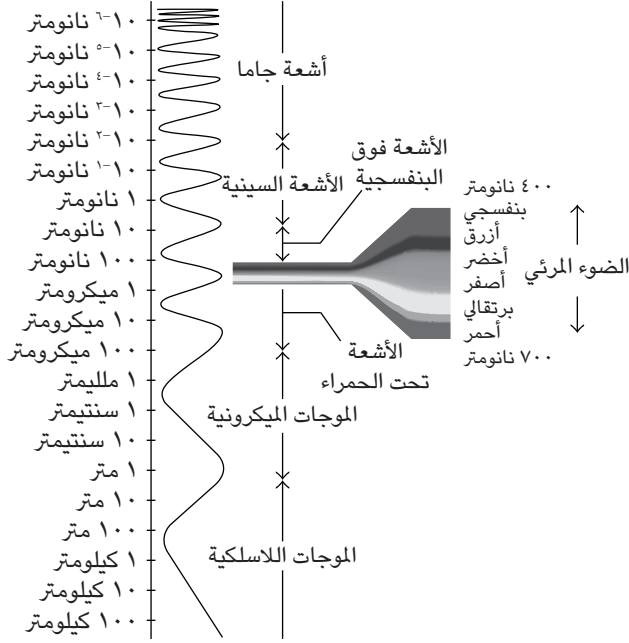 ١٠⁻٦ نانومتر
١٠⁻٥ نانومتر
١٠⁻٤ نانومتر
١٠⁻٣ نانومتر
١٠⁻٢ نانومتر
١٠⁻١ نانومتر
١ نانومتر
١٠ نانومتر
١٠٠ نانومتر
١ ميكرومتر
١٠ ميكرومتر
١٠٠ ميكرومتر
١ ملليمتر
١ سنتيمتر
١٠ سنتيمتر
١ متر
١٠ متر
١٠٠ متر
١ كيلومتر
١٠ كيلومتر
١٠٠ كيلومتر
أشعة جاما
الأشعة السينية
الأشعة فوق
البنفسجية
الأشعة
تحت الحمراء
الموجات الميكرونية
الموجات اللاسلكية
٤٠٠ نانومتر
بنفسجي
أزرق
أخضر
أصفر
برتقالي
أحمر
٧٠٠ نانومتر
الضوء المرئي